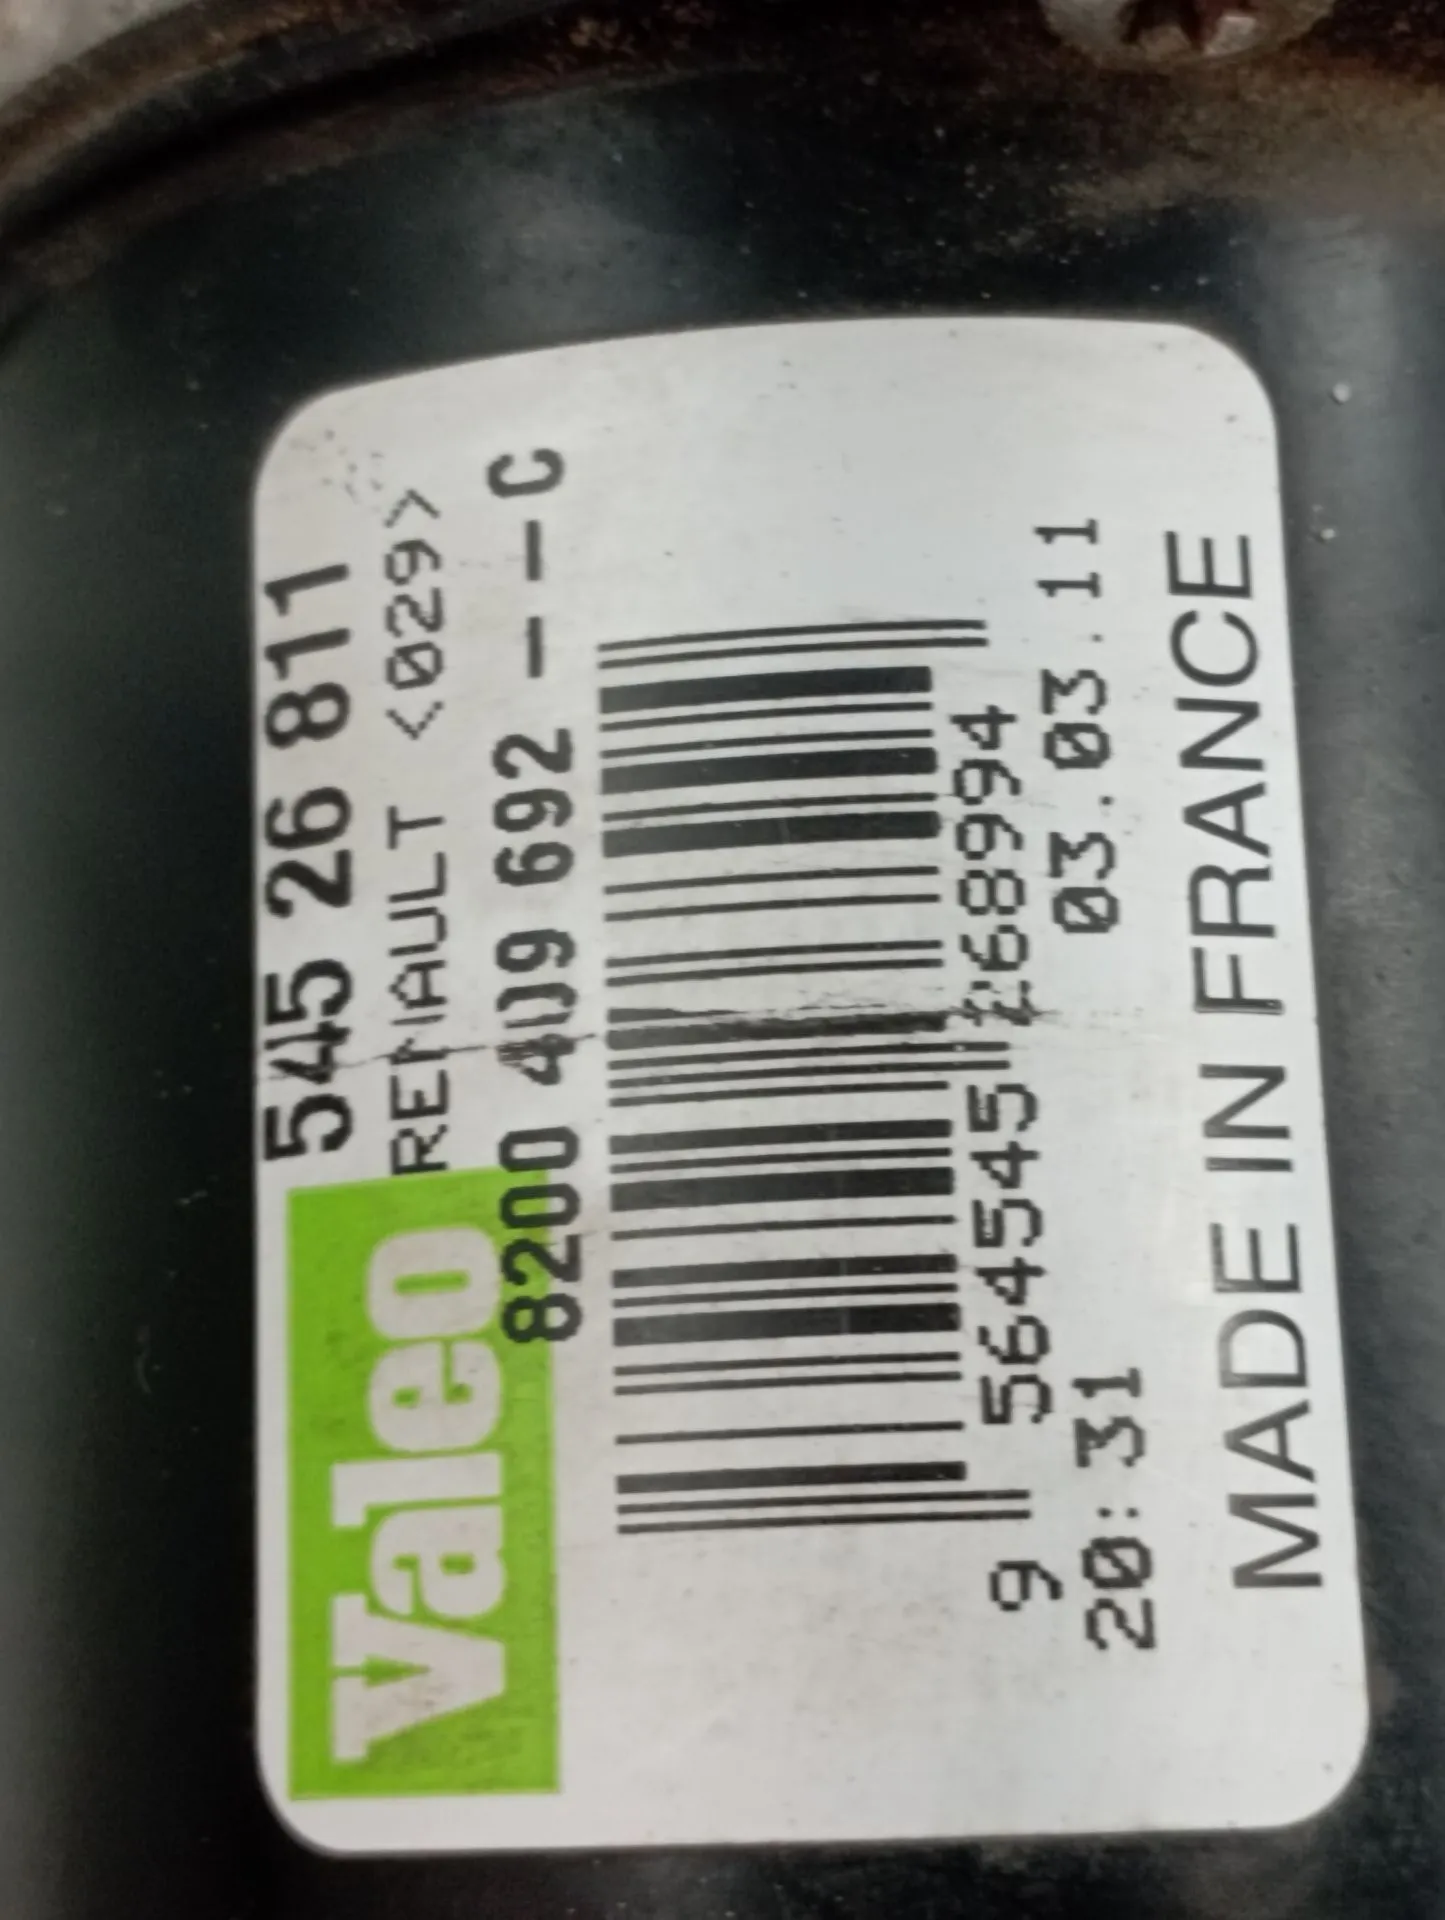 Valeo
545 26 811
RENAULT <029>
8200 409 692 --C
9 564545 268994
20:31 03.03.11
MADE IN FRANCE